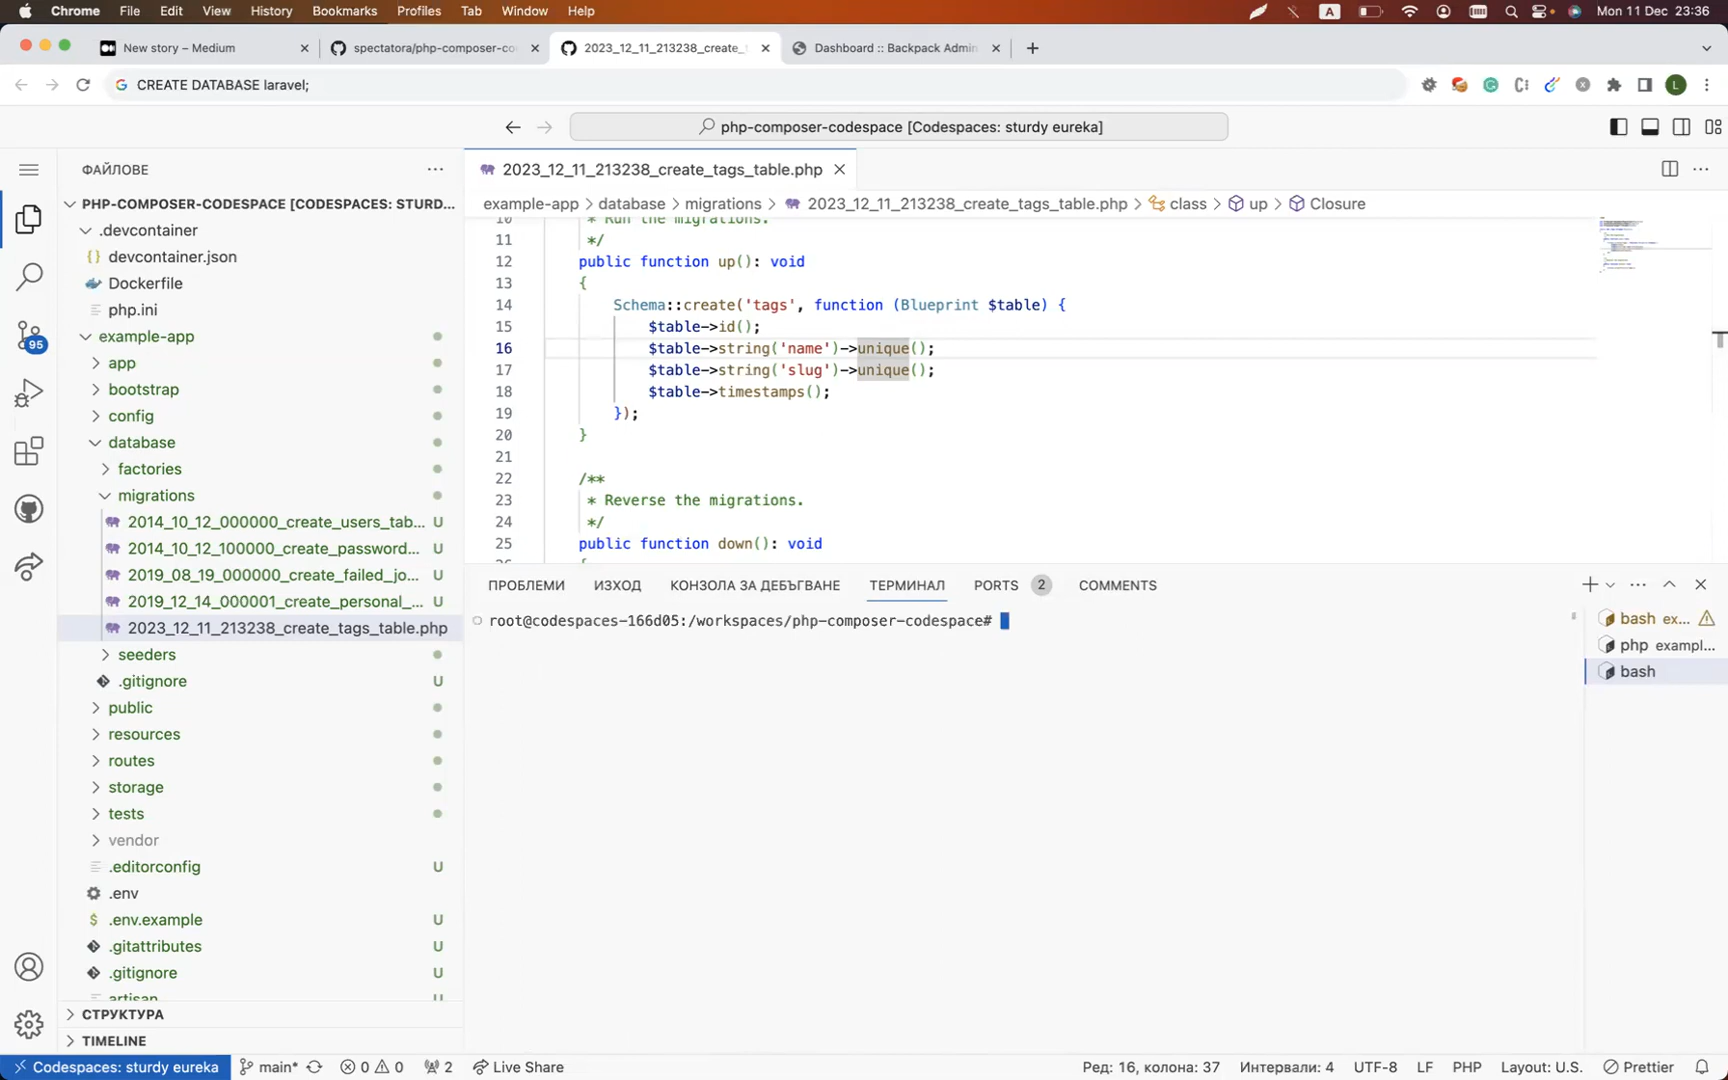 Chrome File Edit View History Bookmarks Profiles Tab Window Help A Mon 11 Dec 23:36
New story – Medium spectatora/php-composer-co 2023_12_11_213238_create_ Dashboard :: Backpack Admin
CREATE DATABASE laravel; L
php-composer-codespace [Codespaces: sturdy eureka]
ФАЙЛОВЕ
PHP-COMPOSER-CODESPACE [CODESPACES: STURD...
.devcontainer
devcontainer.json
Dockerfile
php.ini
example-app
95
app
bootstrap
config
database
factories
migrations
2014_10_12_000000_create_users_tab... U
2014_10_12_100000_create_password... U
2019_08_19_000000_create_failed_jo... U
2019_12_14_000001_create_personal_... U
2023_12_11_213238_create_tags_table.php
seeders
.gitignore U
public
resources
routes
storage
tests
vendor
.editorconfig U
.env
.env.example U
.gitattributes U
.gitignore U
artisan U
СТРУКТУРА
TIMELINE
2023_12_11_213238_create_tags_table.php
example-app database migrations 2023_12_11_213238_create_tags_table.php class up Closure
10 * Run the migrations.
11 */
12 public function up(): void
13 {
14 Schema::create('tags', function (Blueprint $table) {
15 $table->id();
16 $table->string('name')->unique();
17 $table->string('slug')->unique();
18 $table->timestamps();
19 });
20 }
21
22 /**
23 * Reverse the migrations.
24 */
25 public function down(): void
26 {
ПРОБЛЕМИ ИЗХОД КОНЗОЛА ЗА ДЕБЪГВАНЕ ТЕРМИНАЛ PORTS 2 COMMENTS
root@codespaces-166d05:/workspaces/php-composer-codespace#
bash ex...
php exampl...
bash
Codespaces: sturdy eureka main* 0 0 2 Live Share Ред: 16, колона: 37 Интервали: 4 UTF-8 LF PHP Layout: U.S. Prettier